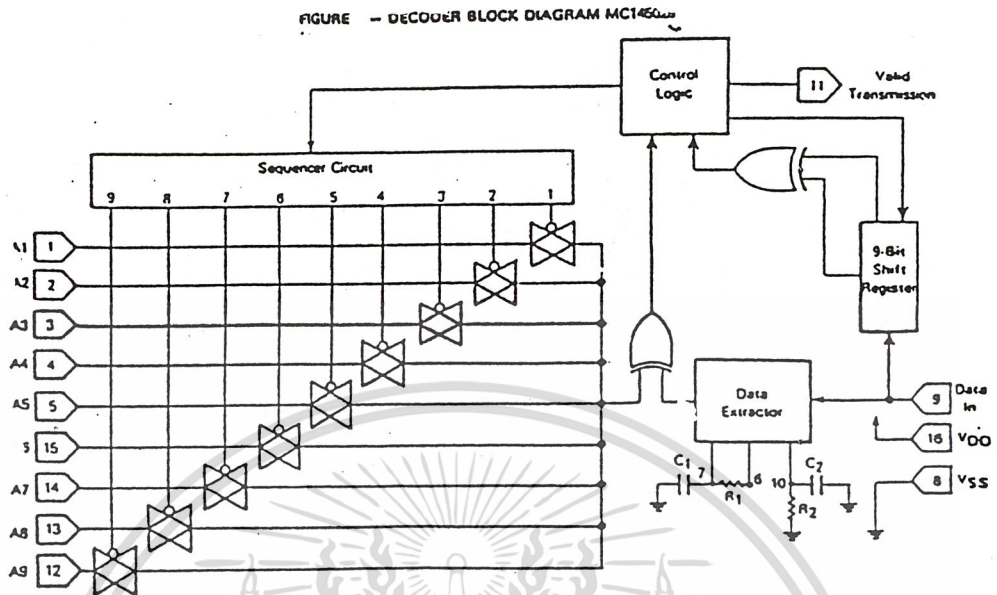 FIGURE – DECODER BLOCK DIAGRAM
Control
Logic
11
Valid
Transmission
Sequencer Circuit
9 8 7 6 5 4 3 2 1
9-Bit
Shift
Register
1
2
A3 3
A4 4
A5 5
15
A7 14
A8 13
A9 12
Data
Extractor
9 Data
In
16 VDD
8 VSS
C1 7 R1 6 10 C2
R2